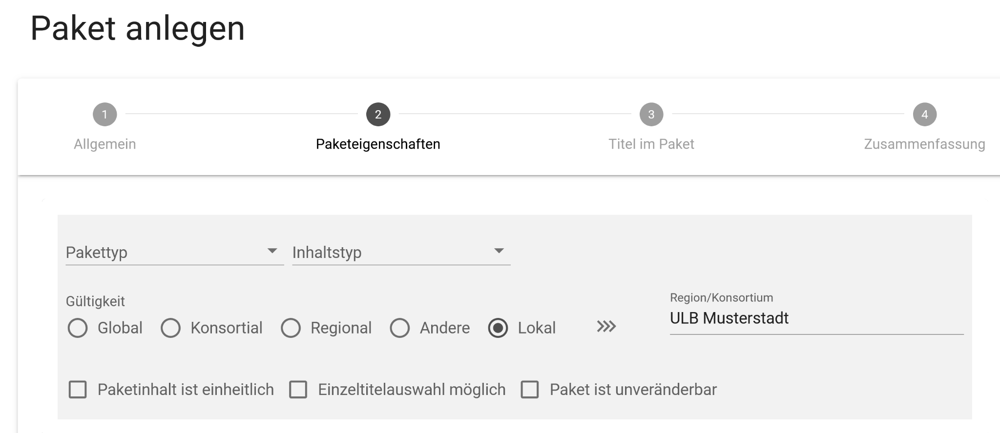 Paket anlegen
1 2 3 4
Allgemein Paketeigenschaften Titel im Paket Zusammenfassung
Pakettyp Inhaltstyp
Gültigkeit Region/Konsortium
Global Konsortial Regional Andere Lokal ULB Musterstadt
Paketinhalt ist einheitlich Einzeltitelauswahl möglich Paket ist unveränderbar